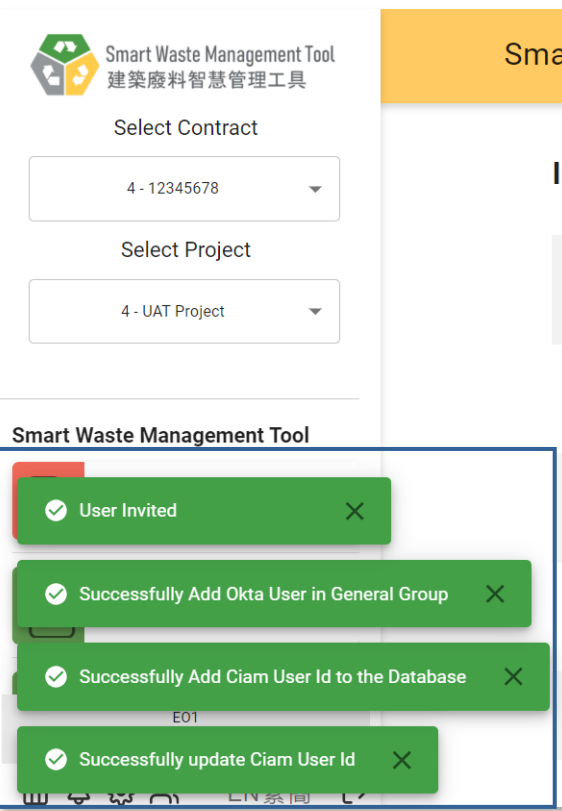 Smart Waste Management Tool
建築廢料智慧管理工具
Select Contract
4 - 12345678
Select Project
4 - UAT Project
Smart Waste Management Tool
User Invited
Successfully Add Okta User in General Group
Successfully Add Ciam User Id to the Database
EO1
Successfully update Ciam User Id
EN 繁 簡